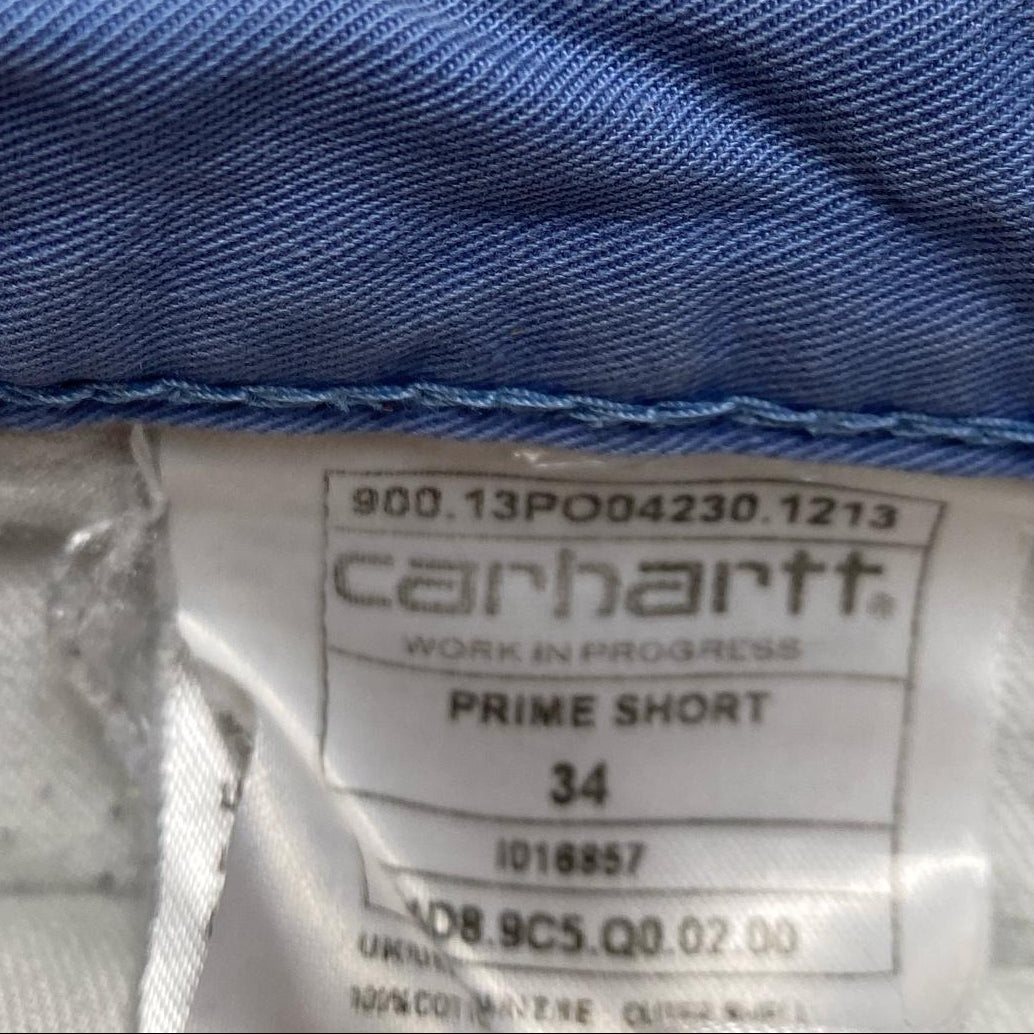 900.13PO04230.1213
carhartt®
WORK IN PROGRESS
PRIME SHORT
34
I016857
D8.9C5.Q0.02.00